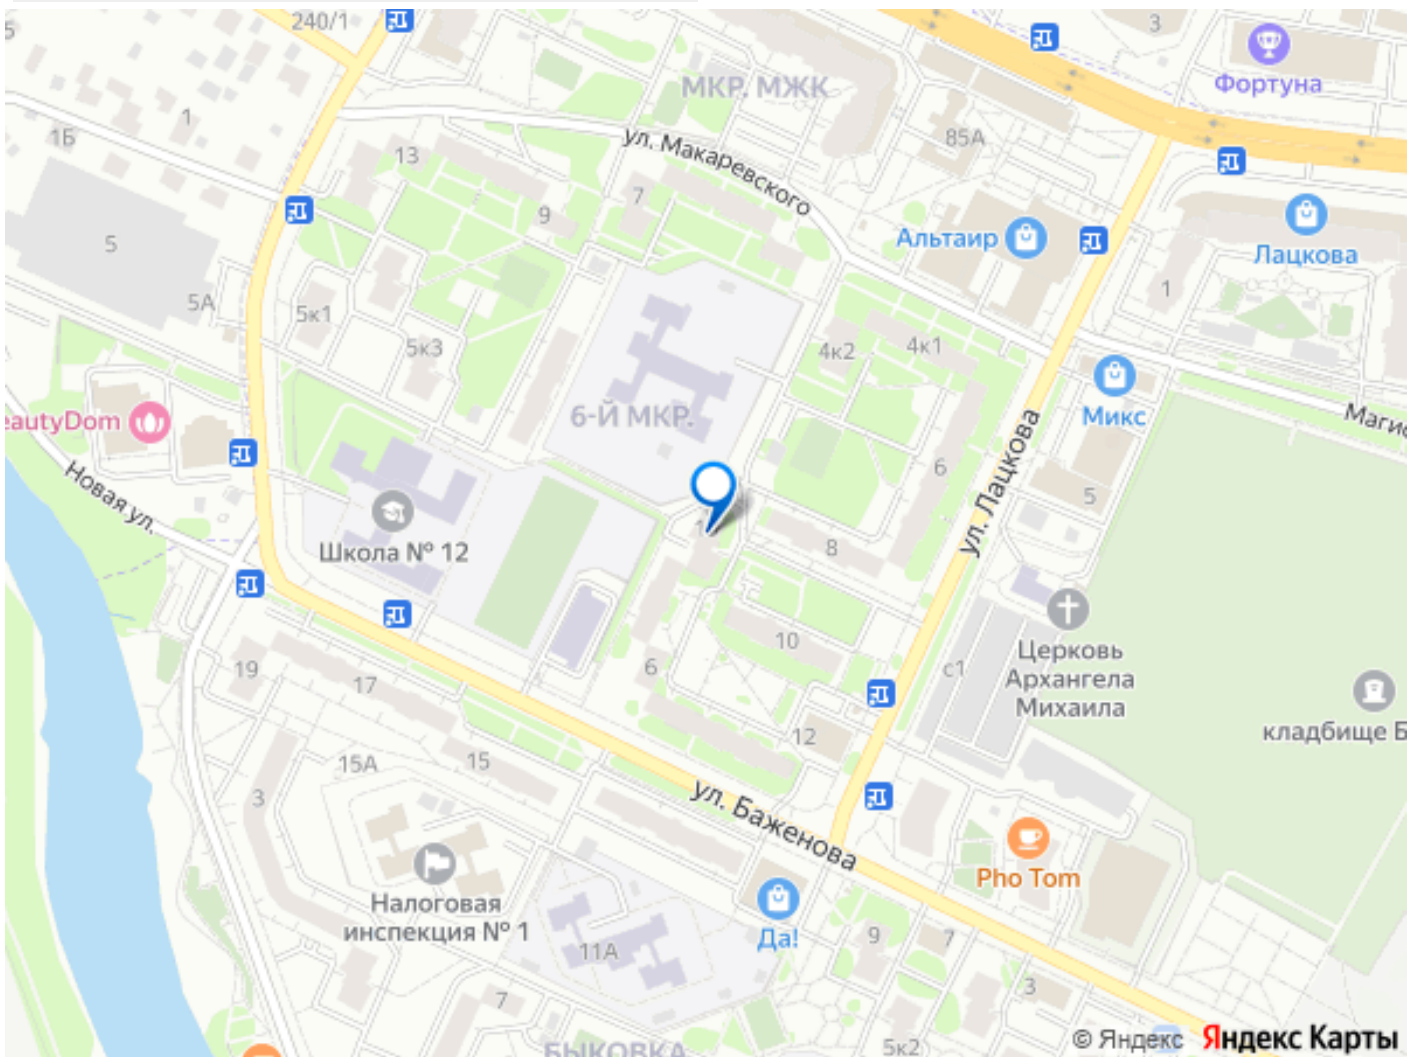 240/1
3
Фортуна
МКР. МЖК
1
1Б
85А
ул. Макаревского
13
7
9
Альтаир
Лацкова
5
5А
5к1
1
5к3
4к2
4к1
Микс
Магис
eautyDom
6-Й МКР.
6
ул. Лацкова
5
Новая ул.
Школа № 12
8
10
Церковь
Архангела
Михаила
с1
6
19
17
кладбище Б
12
15А
15
3
ул. Баженова
Pho Tom
Налоговая
инспекция № 1
Да!
11А
9
7
3
7
5к2
БЫКОВКА
© Яндекс Яндекс Карты